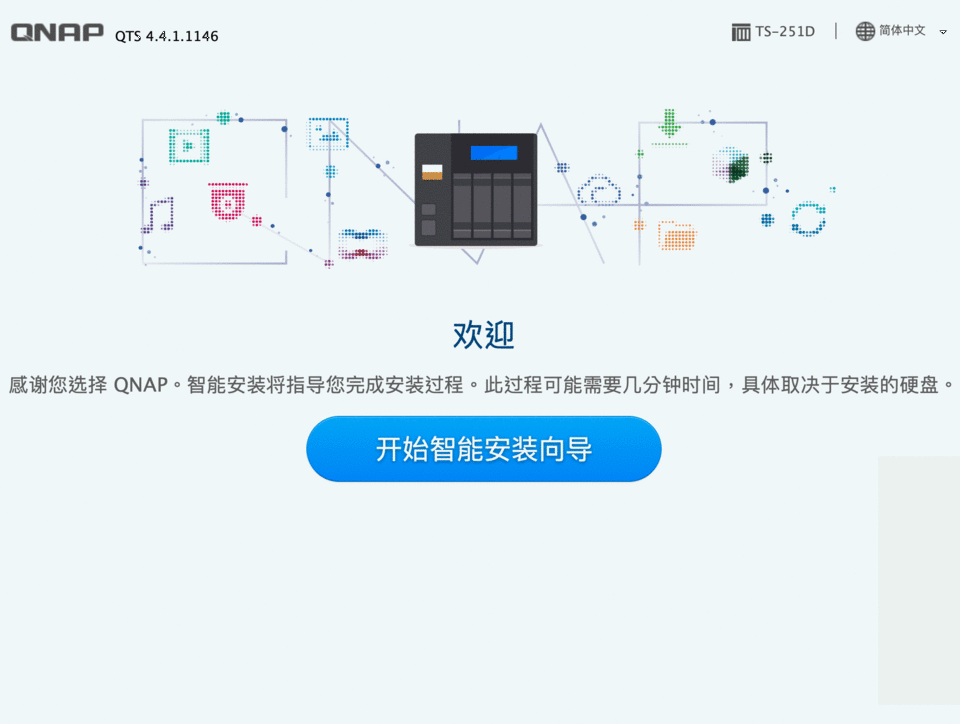 QNAP QTS 4.4.1.1146
TS-251D
简体中文
欢迎
感谢您选择 QNAP。智能安装将指导您完成安装过程。此过程可能需要几分钟时间，具体取决于安装的硬盘。
开始智能安装向导